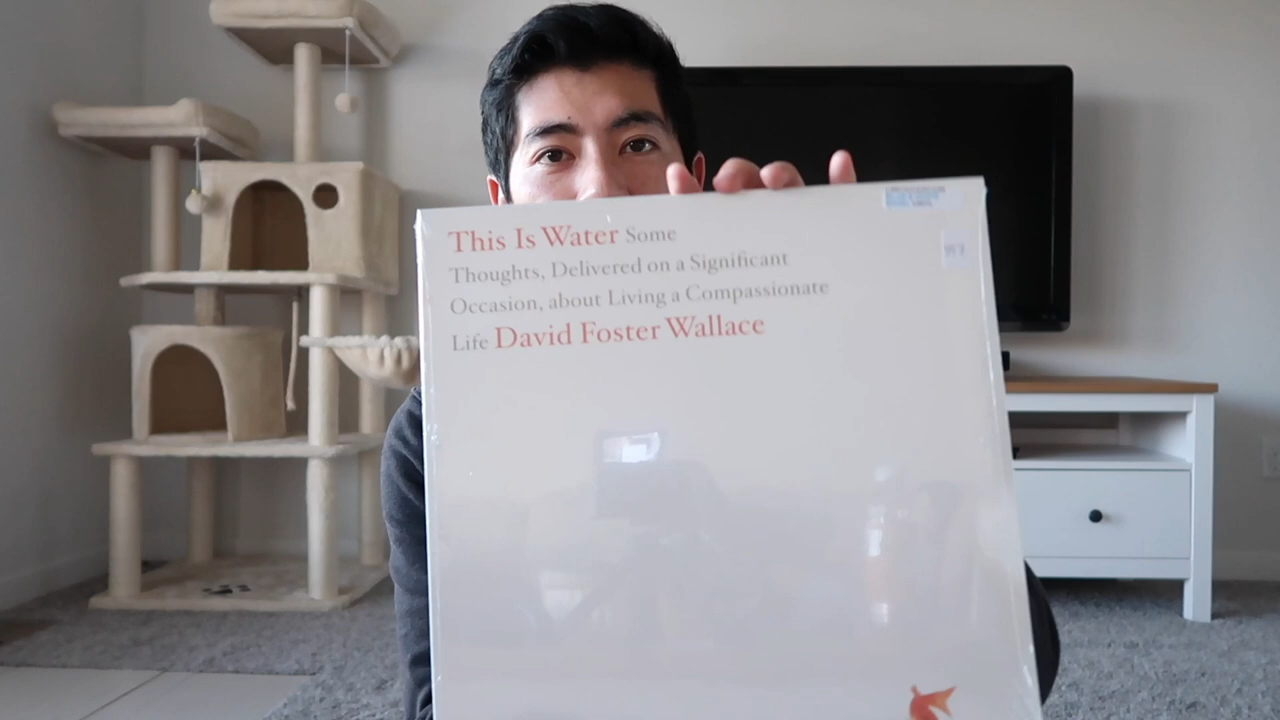 This Is Water Some
Thoughts, Delivered on a Significant
Occasion, about Living a Compassionate
Life David Foster Wallace